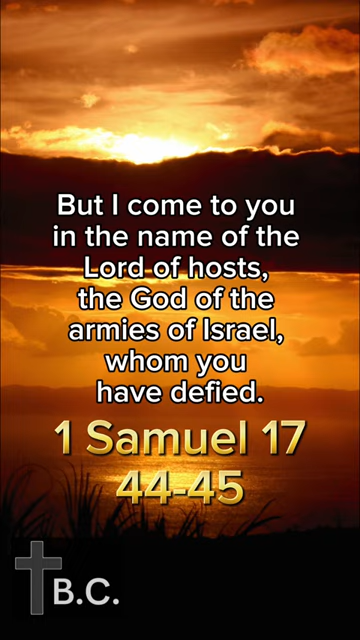 But I come to you
in the name of the
Lord of hosts,
the God of the
armies of Israel,
whom you
have defied.
1 Samuel 17
44-45
B.C.